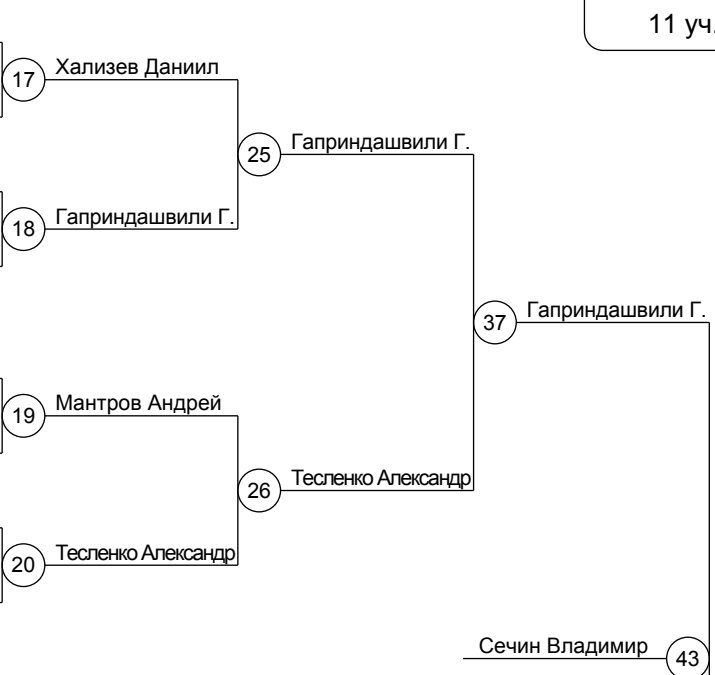 11 уч.
17 Хализев Даниил
25 Гаприндашвили Г.
18 Гаприндашвили Г.
37 Гаприндашвили Г.
19 Мантров Андрей
26 Тесленко Александр
20 Тесленко Александр
Сечин Владимир 43